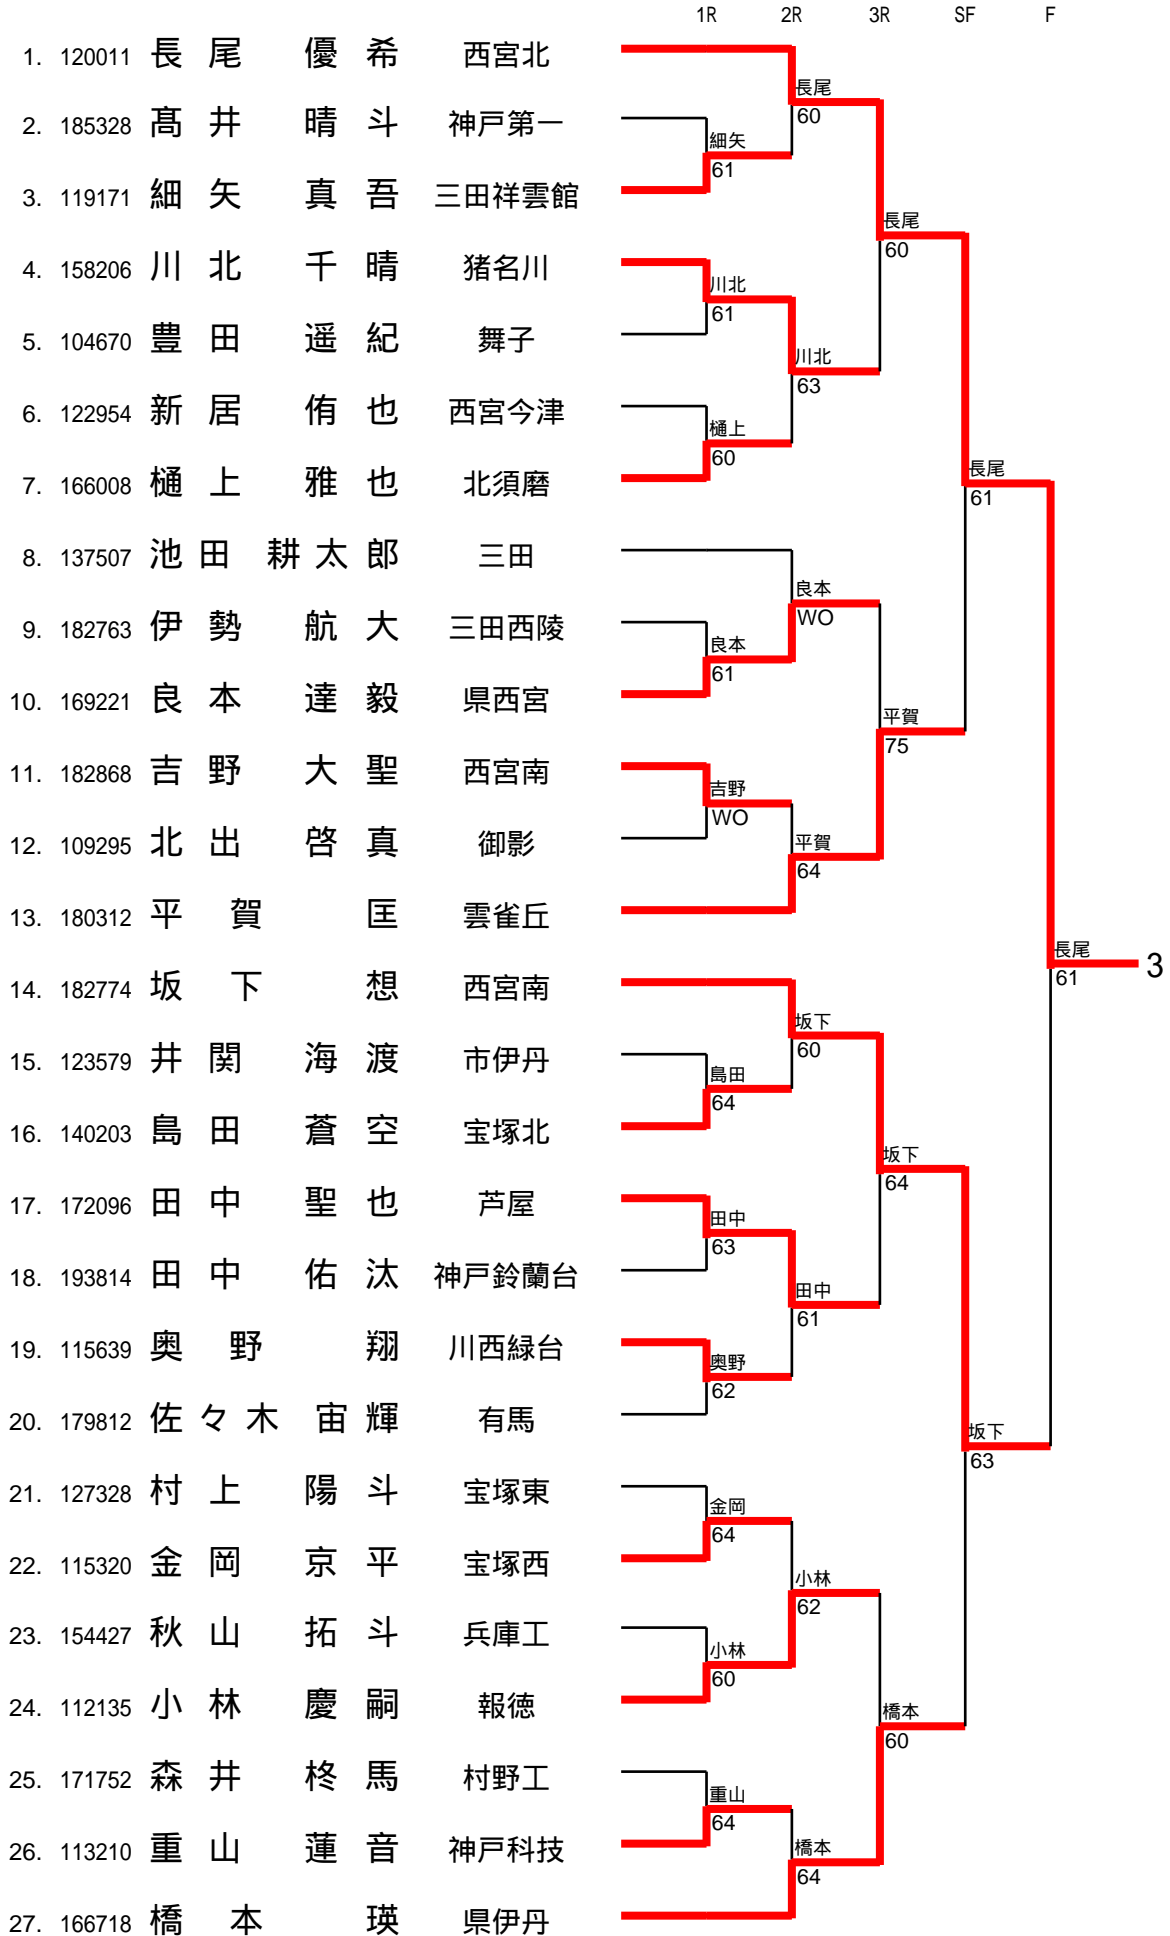 1R 2R 3R SF F
1. 120011 長尾 優希 西宮北
長尾
60
2. 185328 髙井 晴斗 神戸第一
細矢
61
3. 119171 細矢 真吾 三田祥雲館
長尾
60
4. 158206 川北 千晴 猪名川
川北
61
5. 104670 豊田 遥紀 舞子
川北
63
6. 122954 新居 侑也 西宮今津
樋上
60
7. 166008 樋上 雅也 北須磨
長尾
61
8. 137507 池田 耕太郎 三田
良本
WO
9. 182763 伊勢 航大 三田西陵
良本
61
10. 169221 良本 達毅 県西宮
平賀
75
11. 182868 吉野 大聖 西宮南
吉野
WO
12. 109295 北出 啓真 御影
平賀
64
13. 180312 平賀 匡 雲雀丘
長尾
61
3
14. 182774 坂下 想 西宮南
坂下
60
15. 123579 井関 海渡 市伊丹
島田
64
16. 140203 島田 蒼空 宝塚北
坂下
64
17. 172096 田中 聖也 芦屋
田中
63
18. 193814 田中 佑汰 神戸鈴蘭台
田中
61
19. 115639 奥野 翔 川西緑台
奥野
62
20. 179812 佐々木 宙輝 有馬
坂下
63
21. 127328 村上 陽斗 宝塚東
金岡
64
22. 115320 金岡 京平 宝塚西
小林
62
23. 154427 秋山 拓斗 兵庫工
小林
60
24. 112135 小林 慶嗣 報徳
橋本
60
25. 171752 森井 柊馬 村野工
重山
64
26. 113210 重山 蓮音 神戸科技
橋本
64
27. 166718 橋本 瑛 県伊丹